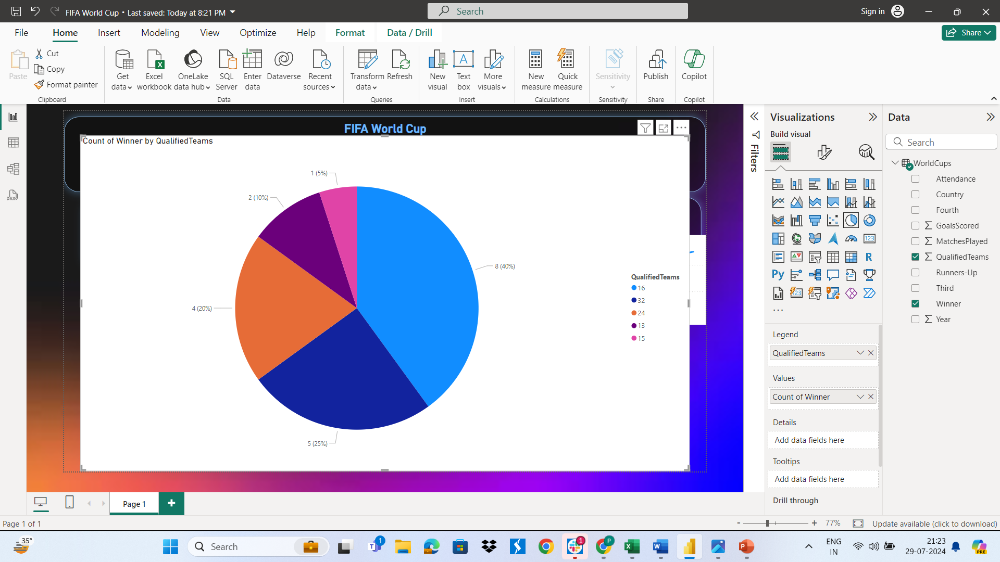 FIFA World Cup • Last saved: Today at 8:21 PM
Search
Sign in
File
Home
Insert
Modeling
View
Optimize
Help
Format
Data / Drill
Share
Paste
Cut
Copy
Format painter
Clipboard
Get data
Excel workbook
OneLake data hub
SQL Server
Enter data
Dataverse
Recent sources
Data
Transform data
Refresh
Queries
New visual
Text box
More visuals
Insert
New measure
Quick measure
Calculations
Sensitivity
Sensitivity
Publish
Share
Copilot
Copilot
DAX
FIFA World Cup
Count of Winner by QualifiedTeams
1 (5%)
2 (10%)
8 (40%)
4 (20%)
5 (25%)
QualifiedTeams
16
32
24
13
15
Filters
Visualizations
Build visual
123
R
Py
123
...
Legend
QualifiedTeams
Values
Count of Winner
Details
Add data fields here
Tooltips
Add data fields here
Drill through
Data
Search
WorldCups
Attendance
Country
Fourth
GoalsScored
MatchesPlayed
QualifiedTeams
Runners-Up
Third
Winner
Year
Page 1
Page 1 of 1
- + 77%
Update available (click to download)
35°
Search
1
1
P
ENG
IN
21:23
29-07-2024
PRE